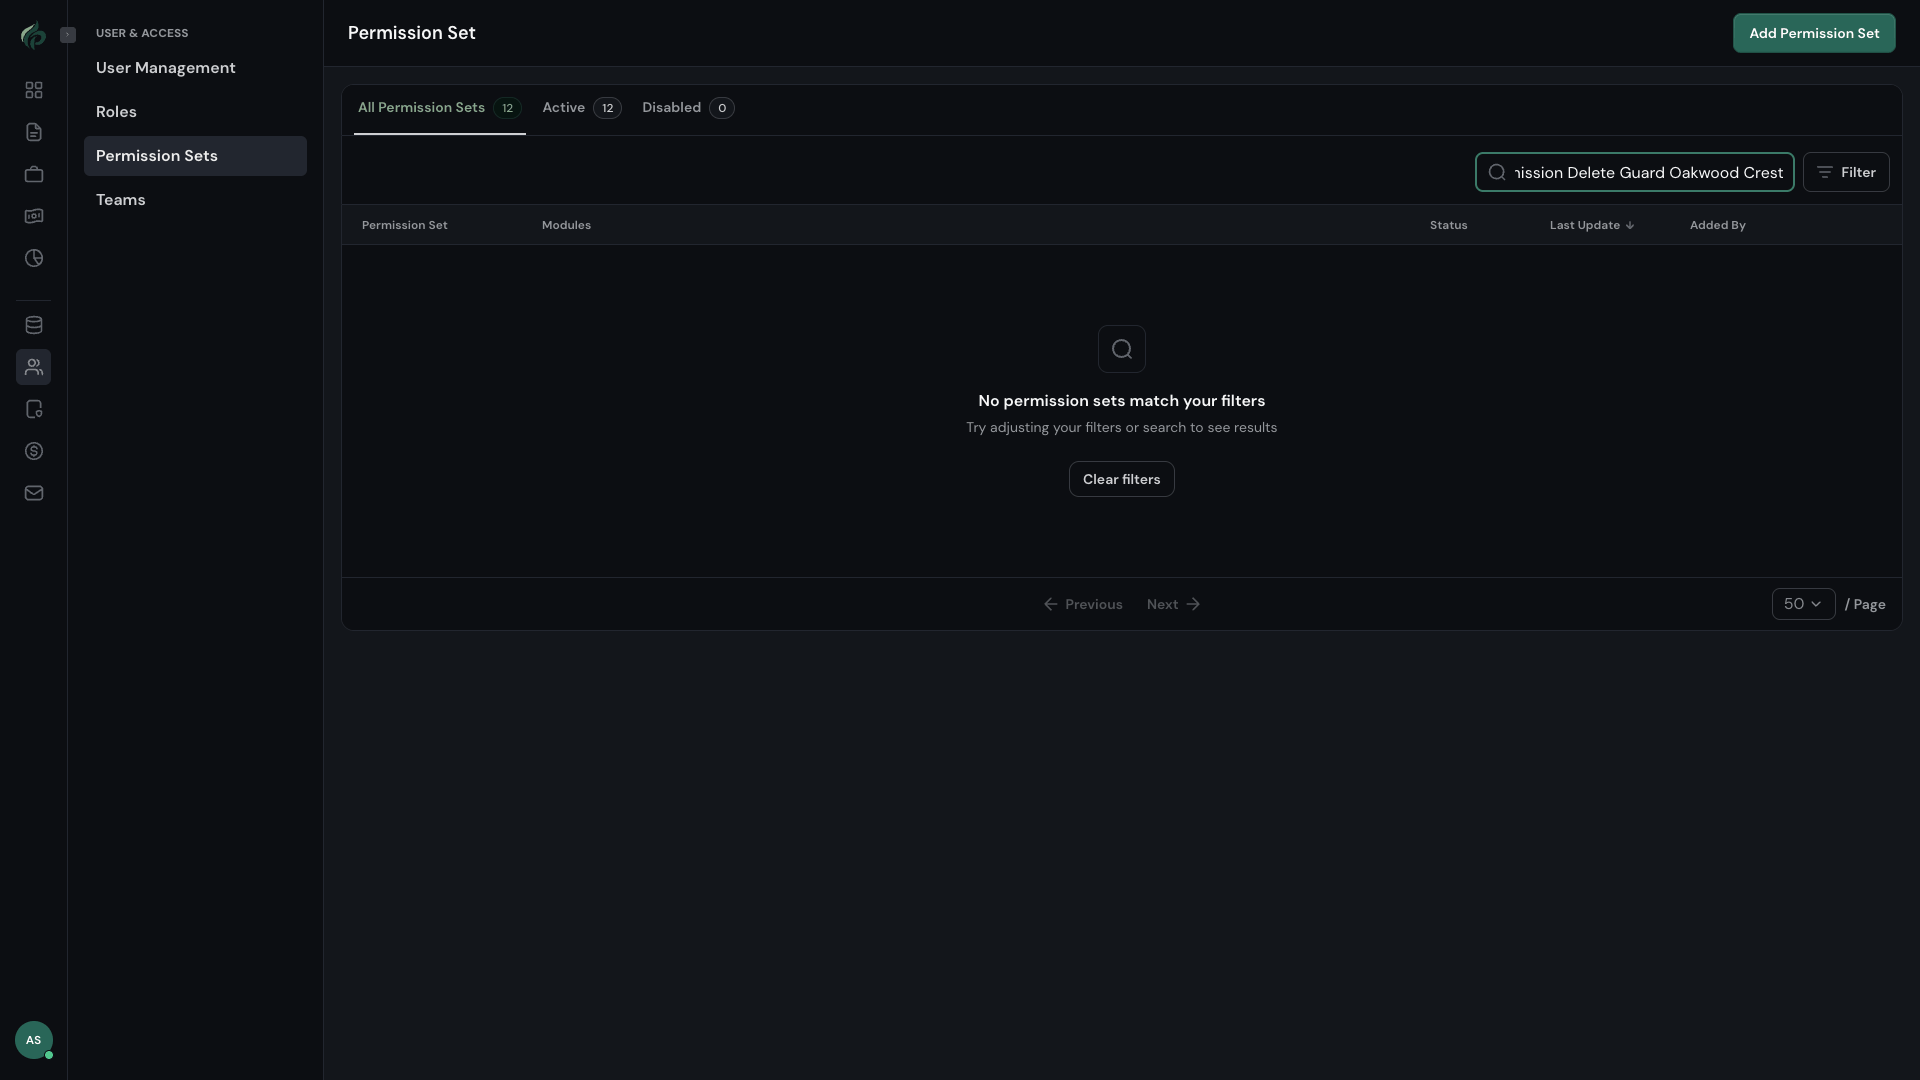 USER & ACCESS
User Management
Roles
Permission Sets
Teams
AS
Permission Set
Add Permission Set
All Permission Sets 12 Active 12 Disabled 0
Delete Guard Oakwood Crest
Filter
Permission Set Modules Status Last Update Added By
No permission sets match your filters
Try adjusting your filters or search to see results
Clear filters
Previous Next
50 / Page